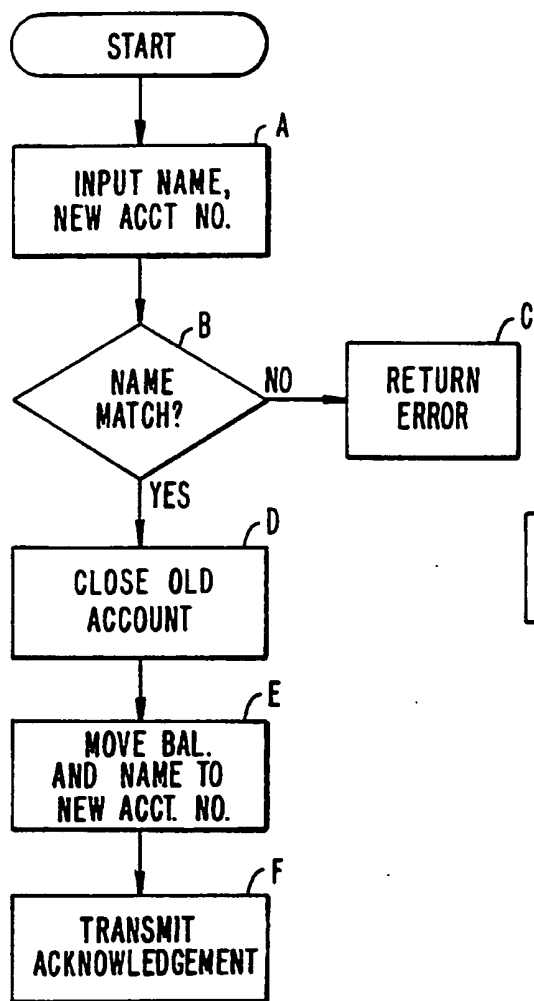 START
A
INPUT NAME,
NEW ACCT NO.
B
NAME
MATCH?
NO
C
RETURN
ERROR
YES
D
CLOSE OLD
ACCOUNT
E
MOVE BAL.
AND NAME TO
NEW ACCT. NO.
F
TRANSMIT
ACKNOWLEDGEMENT